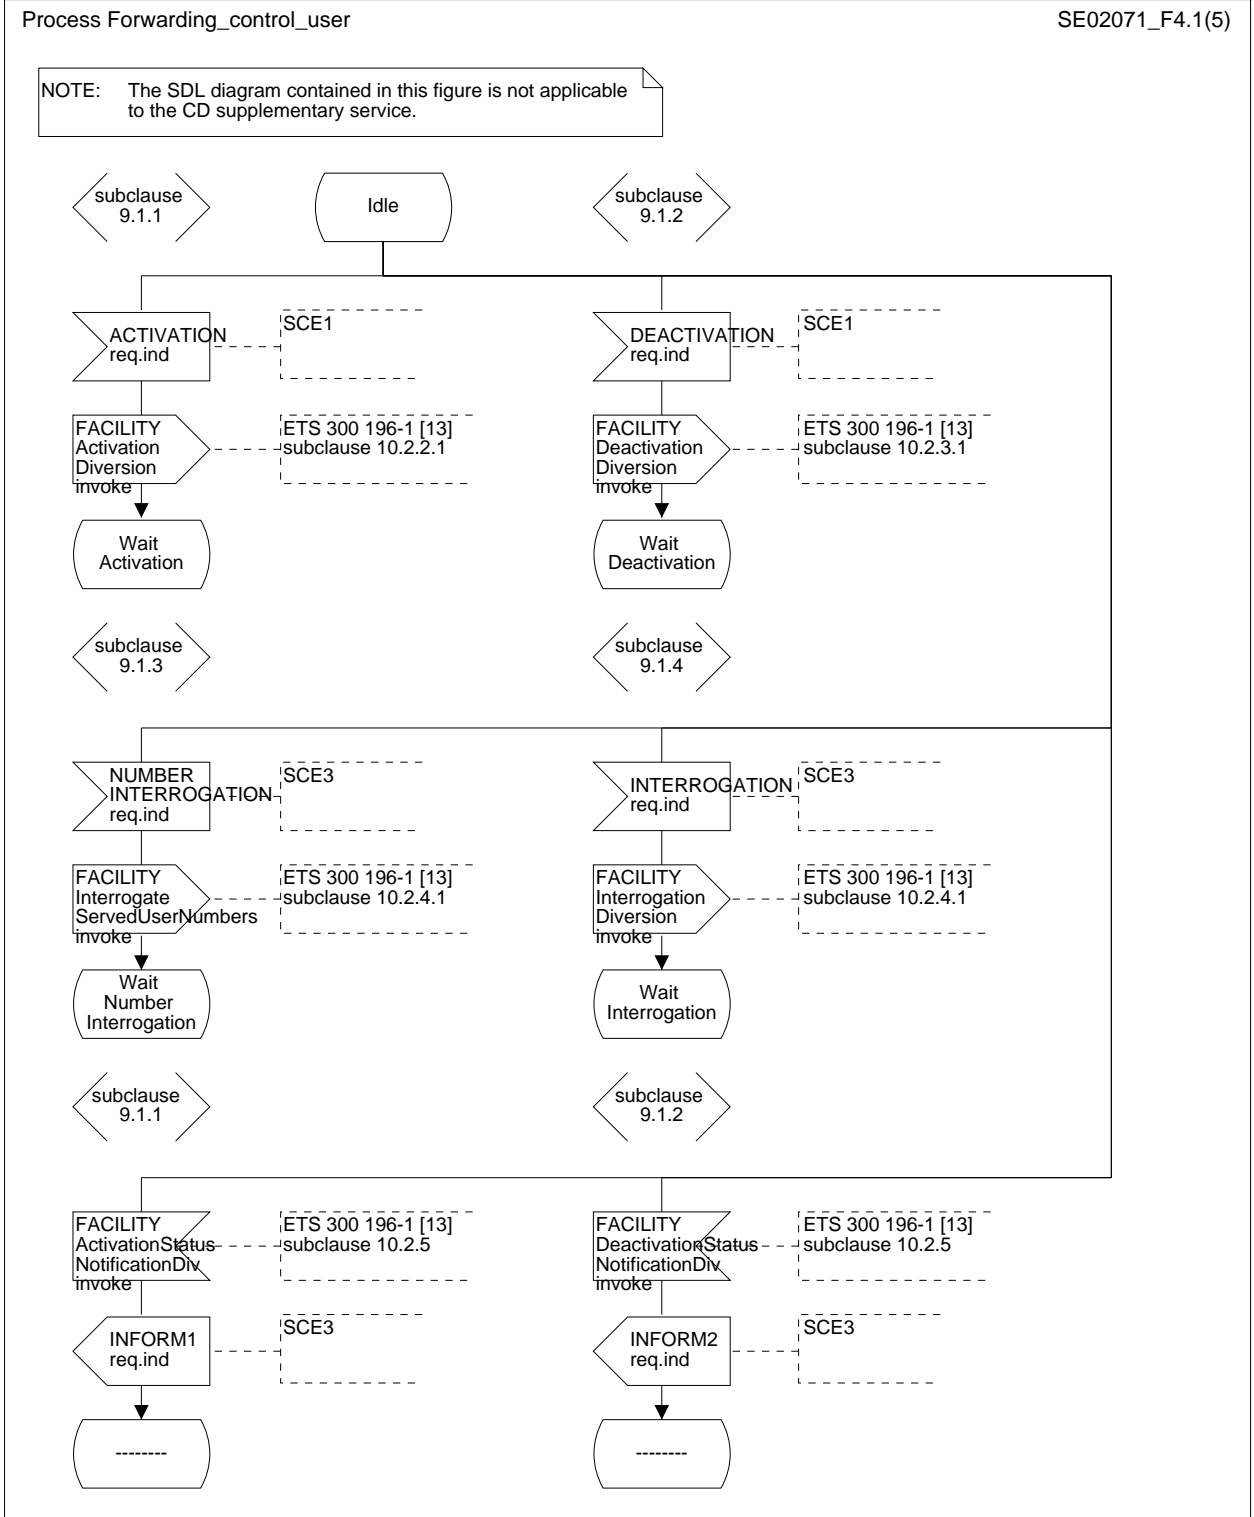 Process Forwarding_control_user
SE02071_F4.1(5)
NOTE: The SDL diagram contained in this figure is not applicable
to the CD supplementary service.
subclause
9.1.1
Idle
subclause
9.1.2
ACTIVATION
req.ind
SCE1
DEACTIVATION
req.ind
SCE1
FACILITY
Activation
Diversion
invoke
ETS 300 196-1 [13]
subclause 10.2.2.1
FACILITY
Deactivation
Diversion
invoke
ETS 300 196-1 [13]
subclause 10.2.3.1
Wait
Activation
Wait
Deactivation
subclause
9.1.3
subclause
9.1.4
NUMBER
INTERROGATION
req.ind
SCE3
INTERROGATION
req.ind
SCE3
FACILITY
Interrogate
ServedUserNumbers
invoke
ETS 300 196-1 [13]
subclause 10.2.4.1
FACILITY
Interrogation
Diversion
invoke
ETS 300 196-1 [13]
subclause 10.2.4.1
Wait
Number
Interrogation
Wait
Interrogation
subclause
9.1.1
subclause
9.1.2
FACILITY
ActivationStatus
NotificationDiv
invoke
ETS 300 196-1 [13]
subclause 10.2.5
FACILITY
DeactivationStatus
NotificationDiv
invoke
ETS 300 196-1 [13]
subclause 10.2.5
INFORM1
req.ind
SCE3
INFORM2
req.ind
SCE3
--------
--------